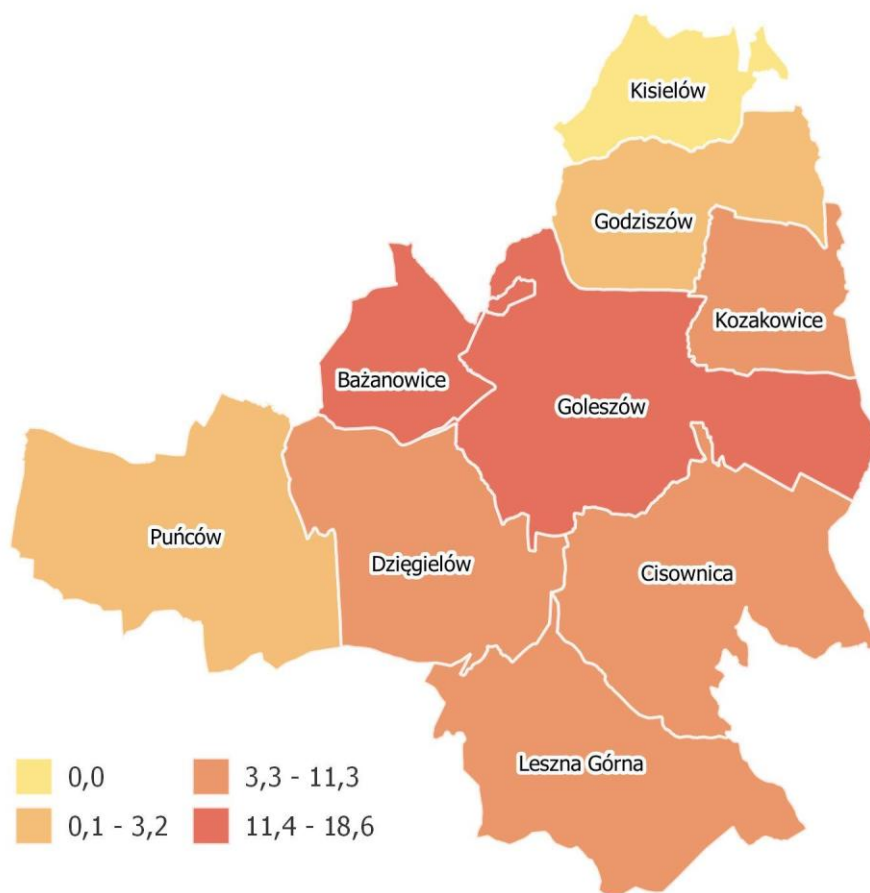 Kisielów
Godziszów
Kozakowice
Bażanowice
Goleszów
Puńców
Dzięgielów
Cisownica
Leszna Górna
0,0
3,3 - 11,3
0,1 - 3,2
11,4 - 18,6